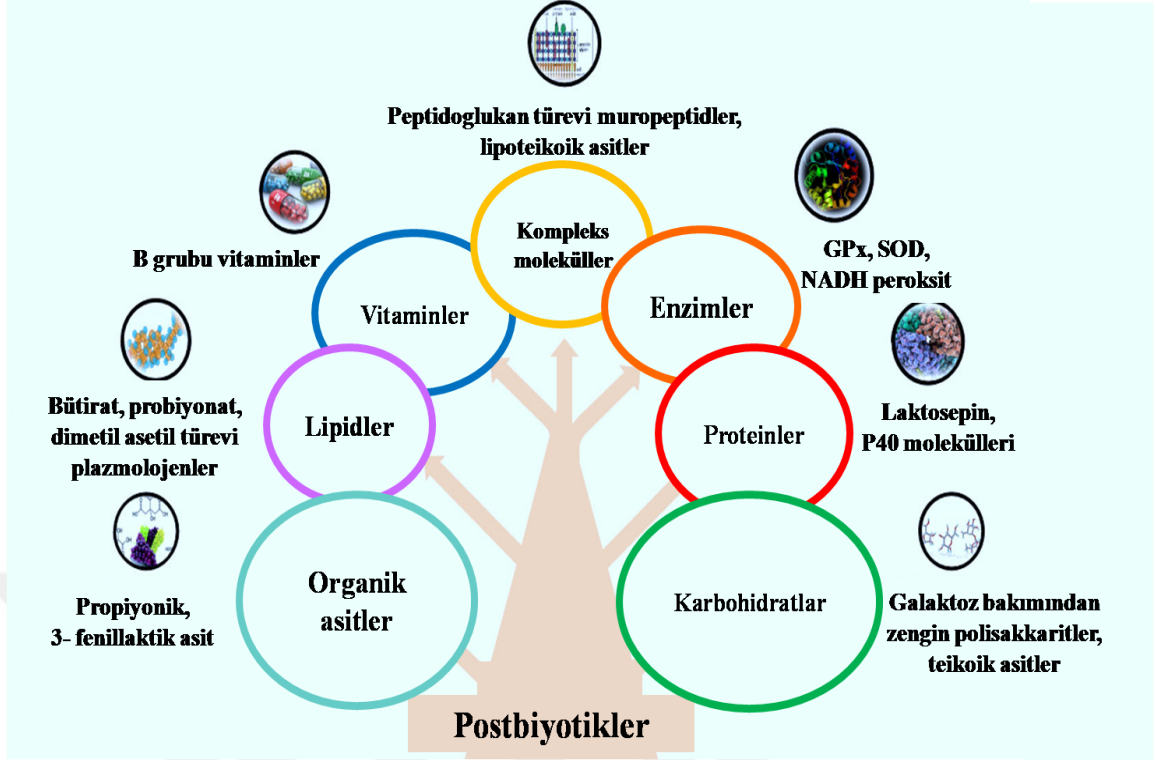 Peptidoglukan türevi muropeptidler,
lipoteikoik asitler
Kompleks
moleküller
B grubu vitaminler
Vitaminler
GPx, SOD,
NADH peroksit
Enzimler
Bütirat, probiyonat,
dimetil asetil türevi
plazmolojenler
Lipidler
Laktosepin,
P40 molekülleri
Proteinler
Propiyonik,
3- fenillaktik asit
Organik
asitler
Karbohidratlar
Galaktoz bakımından
zengin polisakkaritler,
teikoik asitler
Postbiyotikler